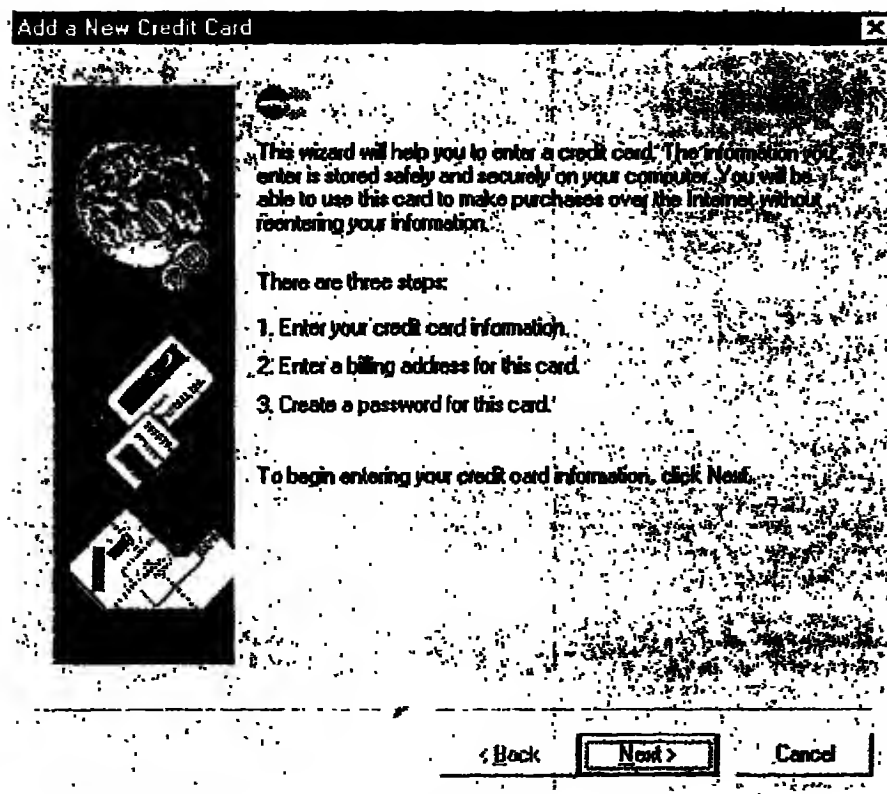 Add a New Credit Card
This wizard will help you to enter a credit card. The information you
enter is stored safely and securely on your computer. You will be
able to use this card to make purchases over the Internet without
reentering your information.
There are three steps:
1. Enter your credit card information.
2. Enter a billing address for this card.
3. Create a password for this card.
To begin entering your credit card information, click Next.
< Back
Next >
Cancel